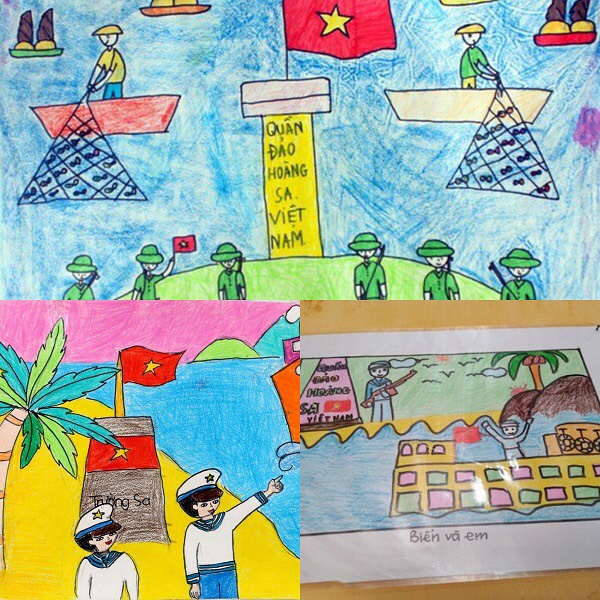 QUẦN
ĐẢO
HOÀNG
SA.
VIỆT
NAM.
Trường Sa
QUẦN
ĐẢO
HOÀNG
SA
VIỆT NAM
Biển và em